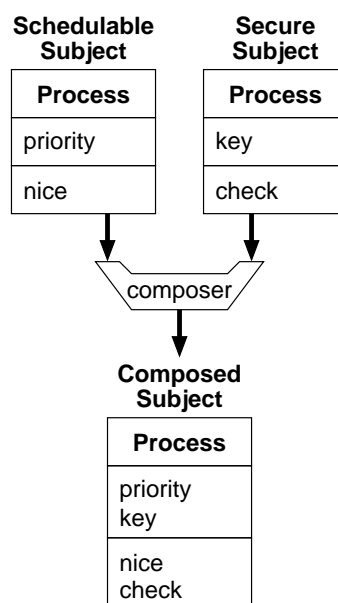 Schedulable
Subject
Process
priority
nice
Secure
Subject
Process
key
check
composer
Composed
Subject
Process
priority
key
nice
check